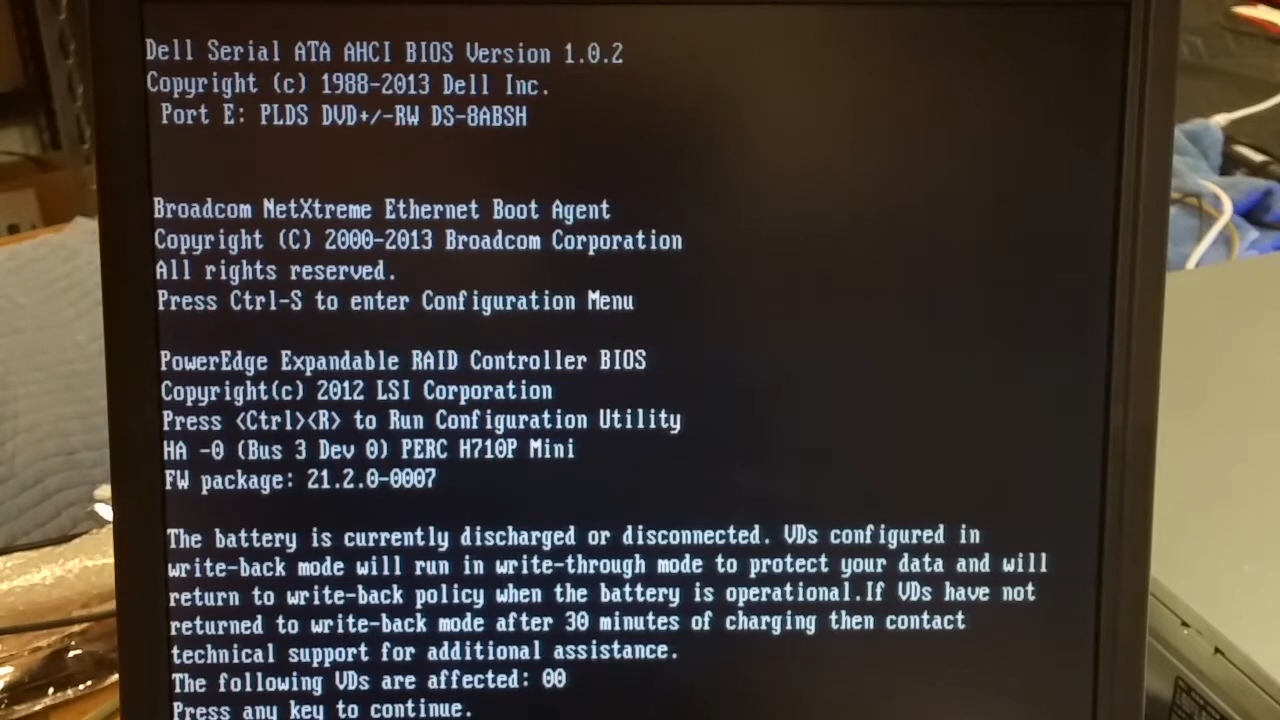 Dell Serial ATA AHCI BIOS Version 1.0.2
Copyright (c) 1988-2013 Dell Inc.
Port E: PLDS DVD+/-RW DS-8ABSH
Broadcom NetXtreme Ethernet Boot Agent
Copyright (C) 2000-2013 Broadcom Corporation
All rights reserved.
Press Ctrl-S to enter Configuration Menu
PowerEdge Expandable RAID Controller BIOS
Copyright(c) 2012 LSI Corporation
Press <Ctrl><R> to Run Configuration Utility
HA -0 (Bus 3 Dev 0) PERC H710P Mini
FW package: 21.2.0-0007
The battery is currently discharged or disconnected. VDs configured in
write-back mode will run in write-through mode to protect your data and will
return to write-back policy when the battery is operational.If VDs have not
returned to write-back mode after 30 minutes of charging then contact
technical support for additional assistance.
The following VDs are affected: 00
Press any key to continue.